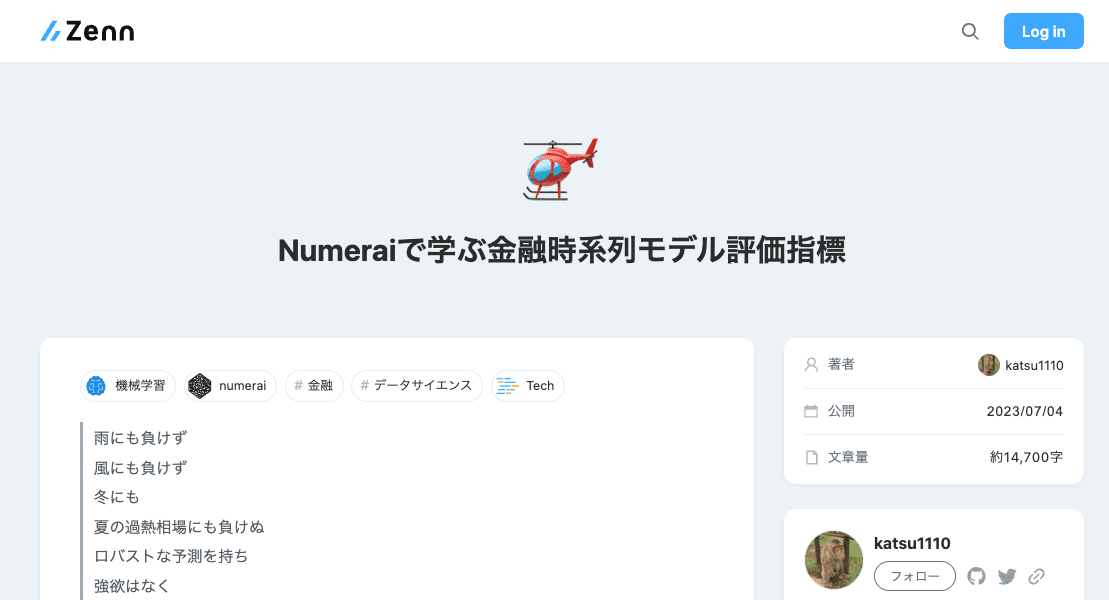 Zenn
Log in
Numeraiで学ぶ金融時系列モデル評価指標
機械学習 numerai # 金融 # データサイエンス Tech
雨にも負けず
風にも負けず
冬にも
夏の過熱相場にも負けぬ
ロバストな予測を持ち
強欲はなく
著者 katsu1110
公開 2023/07/04
文章量 約14,700字
katsu1110
フォロー